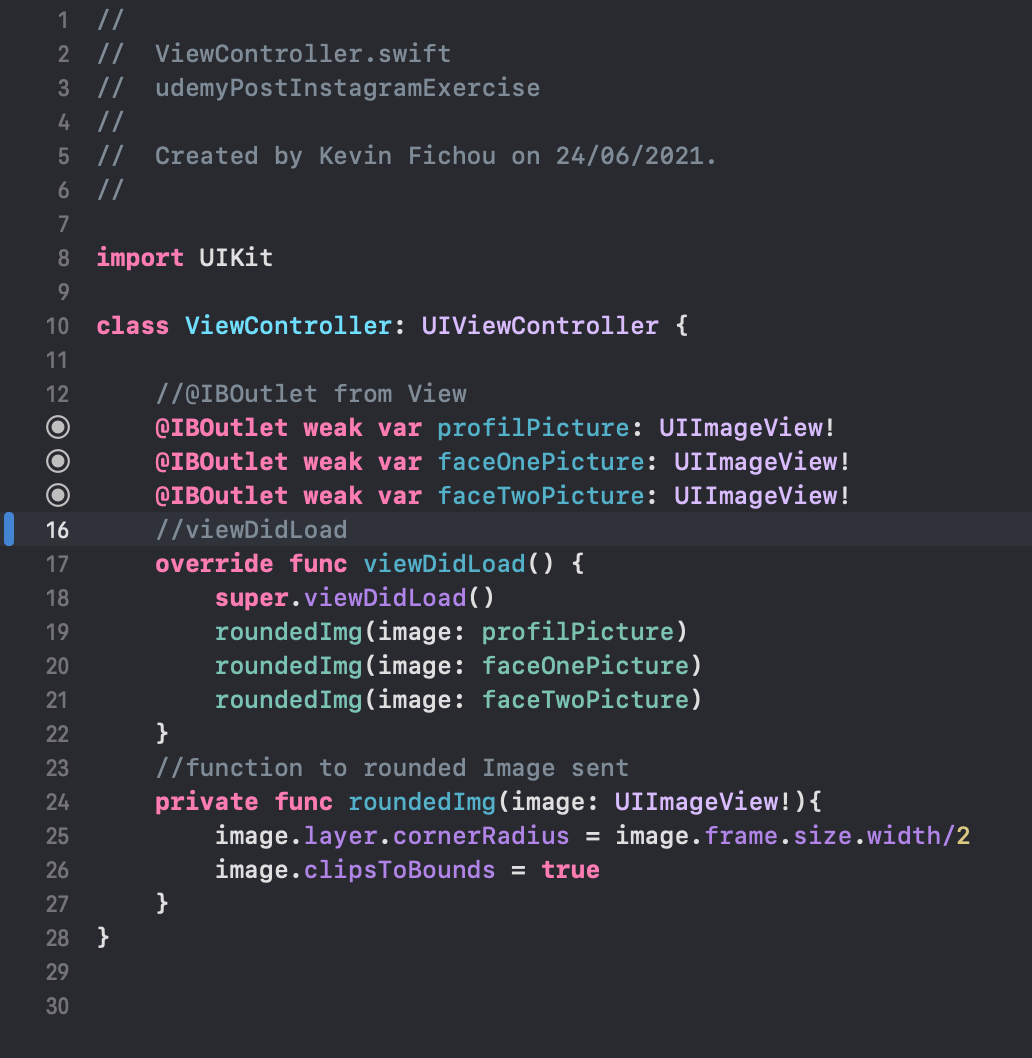 1 //
2 //  ViewController.swift
3 //  udemyPostInstagramExercise
4 //
5 //  Created by Kevin Fichou on 24/06/2021.
6 //
7
8 import UIKit
9
10 class ViewController: UIViewController {
11
12     //@IBOutlet from View
    @IBOutlet weak var profilPicture: UIImageView!
    @IBOutlet weak var faceOnePicture: UIImageView!
    @IBOutlet weak var faceTwoPicture: UIImageView!
16     //viewDidLoad
17     override func viewDidLoad() {
18         super.viewDidLoad()
19         roundedImg(image: profilPicture)
20         roundedImg(image: faceOnePicture)
21         roundedImg(image: faceTwoPicture)
22     }
23     //function to rounded Image sent
24     private func roundedImg(image: UIImageView!){
25         image.layer.cornerRadius = image.frame.size.width/2
26         image.clipsToBounds = true
27     }
28 }
29
30